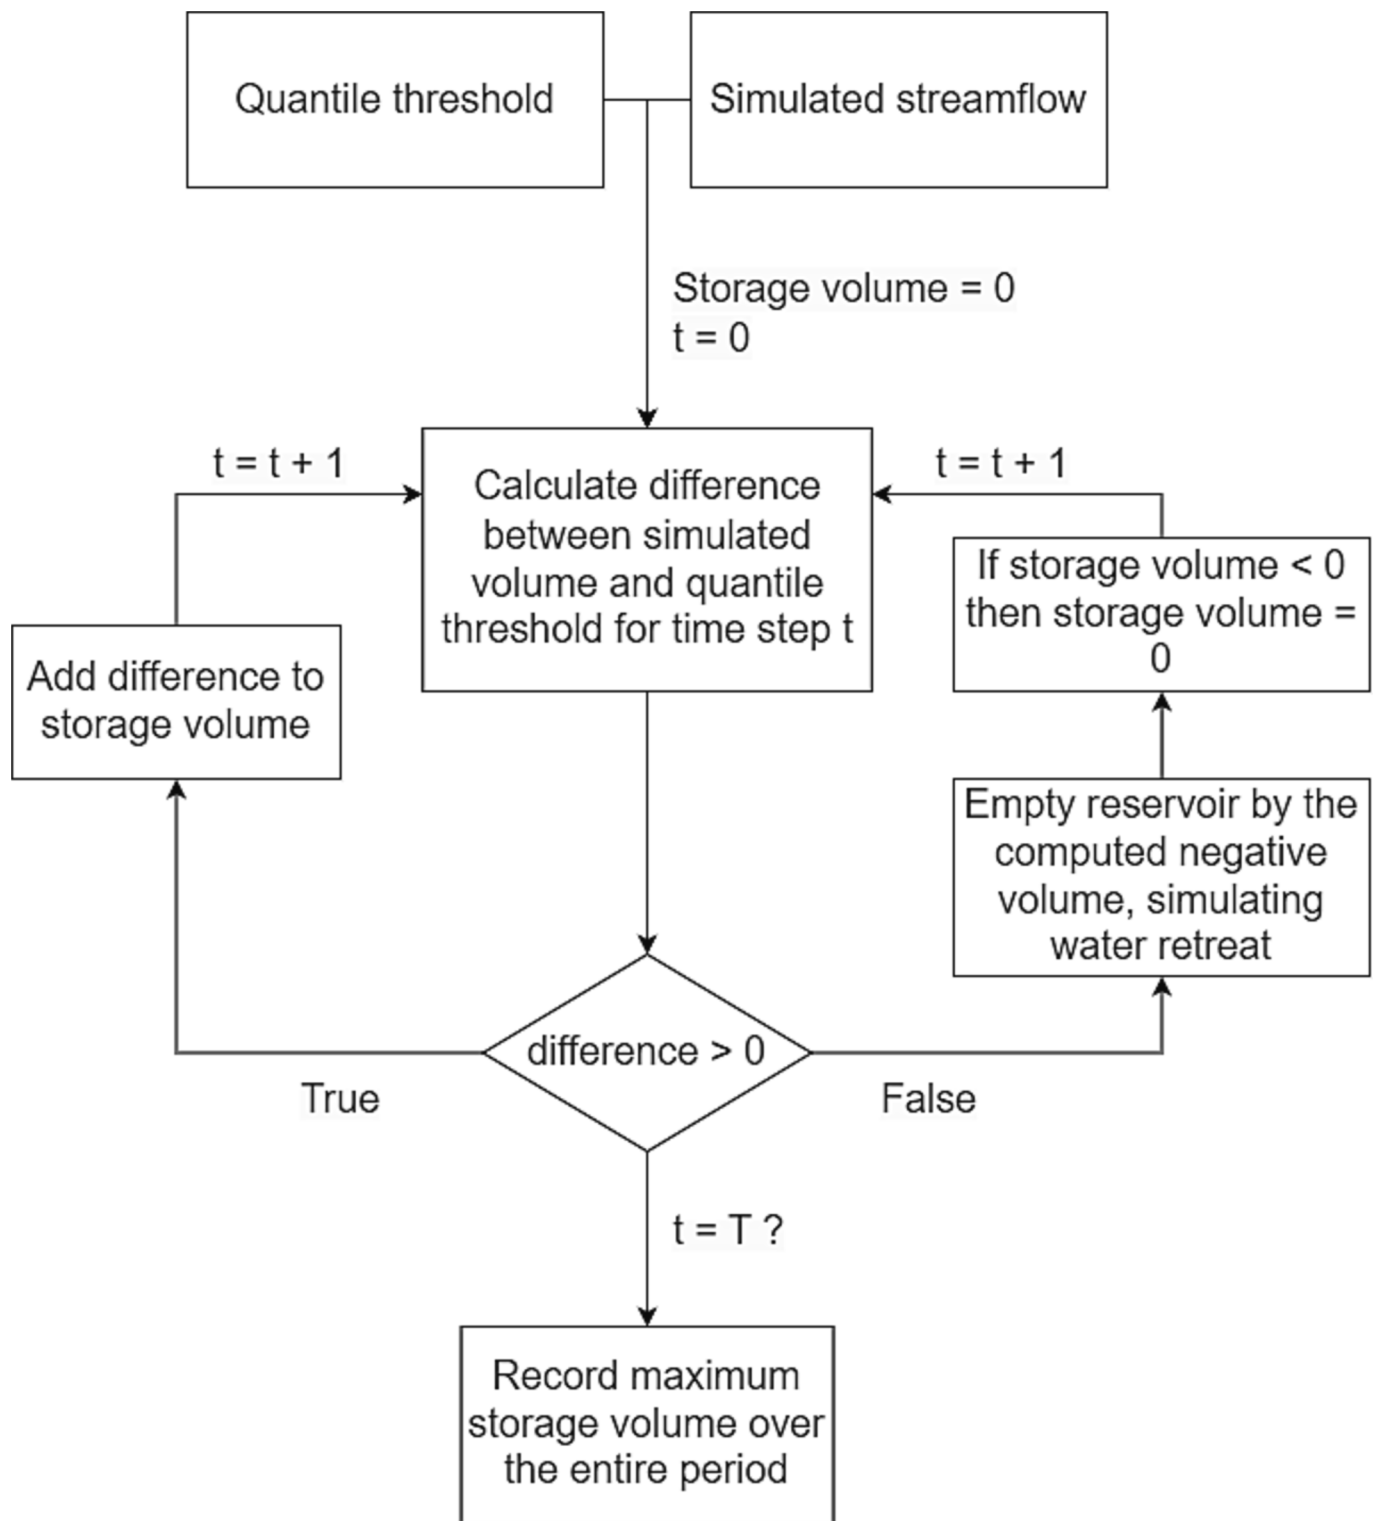 Quantile threshold
Simulated streamflow
Storage volume = 0
t = 0
t = t + 1
t = t + 1
Calculate difference
between simulated
volume and quantile
threshold for time step t
If storage volume < 0
then storage volume =
0
Add difference to
storage volume
Empty reservoir by the
computed negative
volume, simulating
water retreat
difference > 0
True
False
t = T ?
Record maximum
storage volume over
the entire period